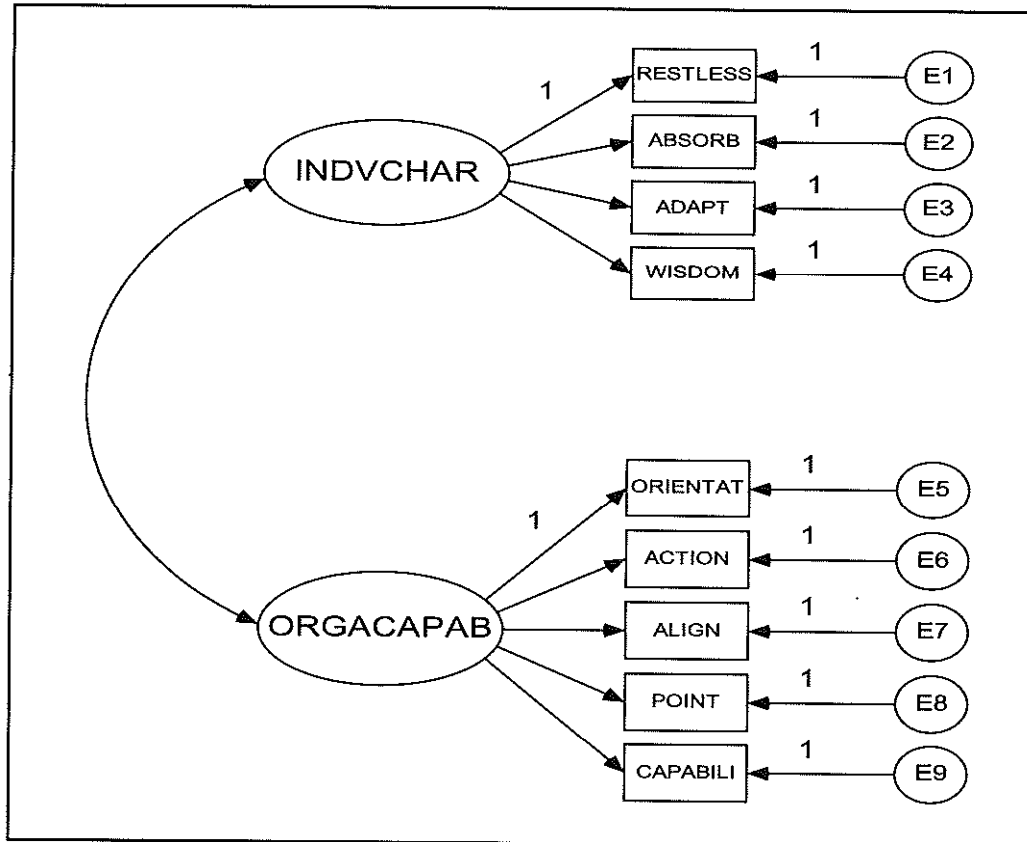 1
RESTLESS
1
E1
ABSORB
1
E2
INDVCHAR
ADAPT
1
E3
WISDOM
1
E4
1
ORIENTAT
1
E5
ACTION
1
E6
ORGACAPAB
ALIGN
1
E7
POINT
1
E8
CAPABILI
1
E9